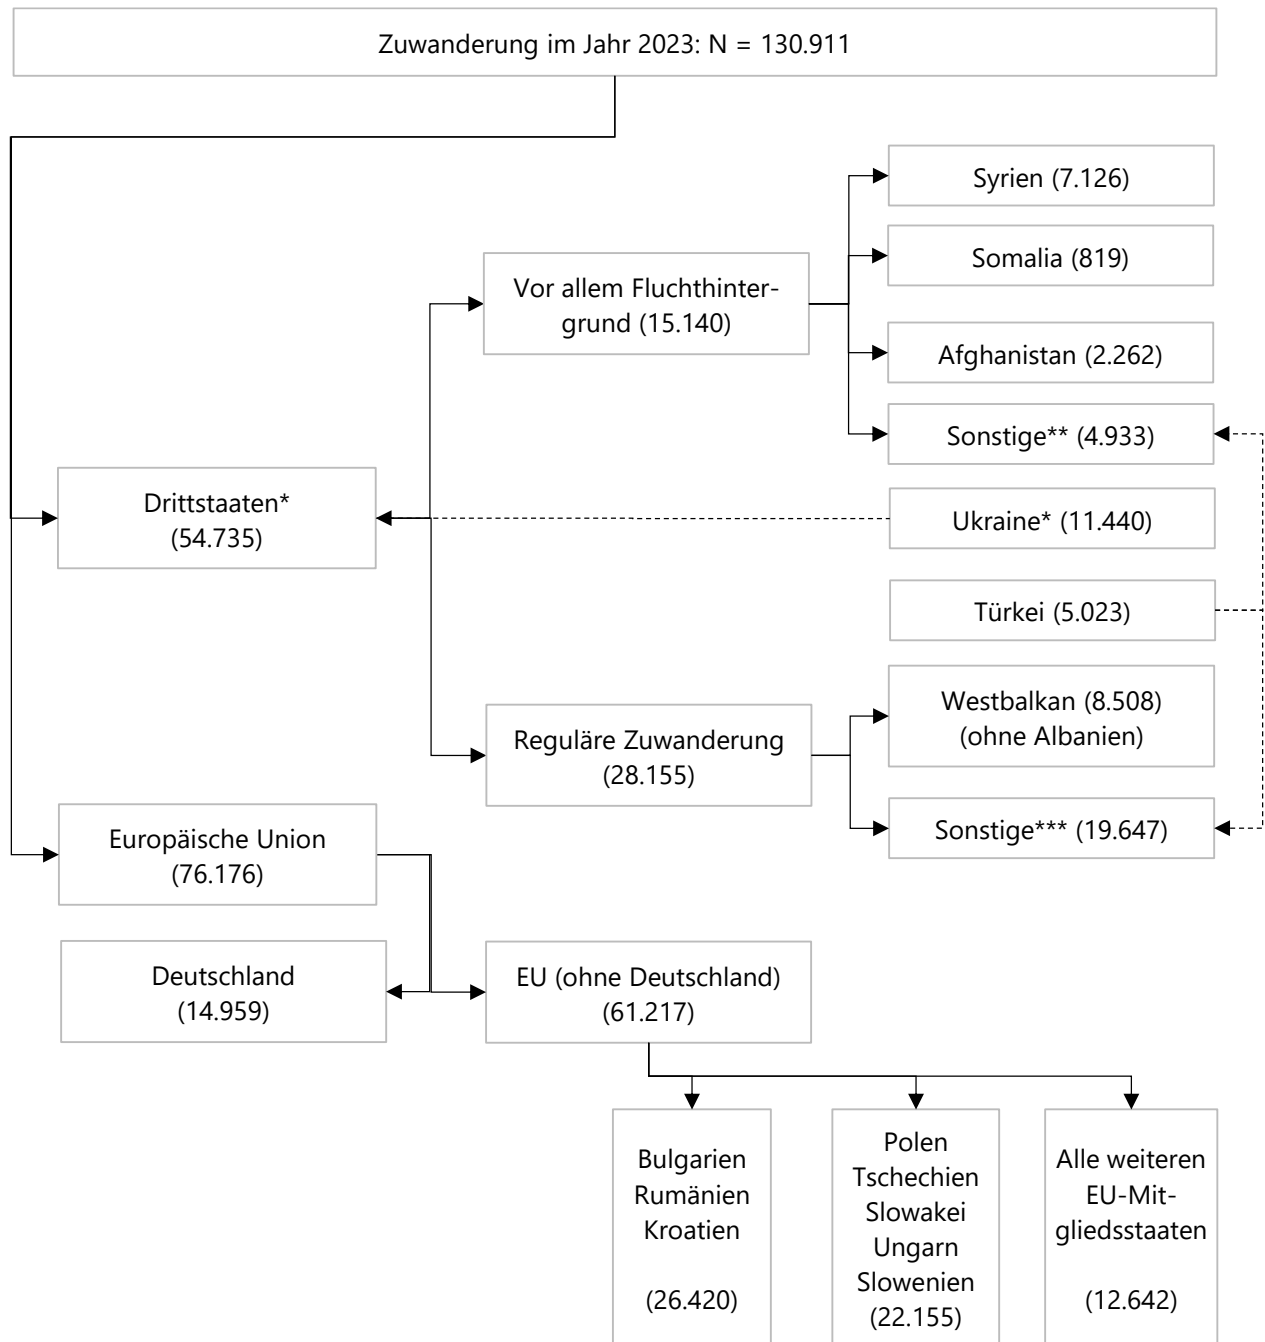 Zuwanderung im Jahr 2023: N = 130.911
Syrien (7.126)
Somalia (819)
Vor allem Fluchthinter-
grund (15.140)
Afghanistan (2.262)
Sonstige** (4.933)
Drittstaaten*
(54.735)
Ukraine* (11.440)
Türkei (5.023)
Westbalkan (8.508)
(ohne Albanien)
Reguläre Zuwanderung
(28.155)
Sonstige*** (19.647)
Europäische Union
(76.176)
Deutschland
(14.959)
EU (ohne Deutschland)
(61.217)
Bulgarien
Rumänien
Kroatien
(26.420)
Polen
Tschechien
Slowakei
Ungarn
Slowenien
(22.155)
Alle weiteren
EU-Mit-
gliedsstaaten
(12.642)